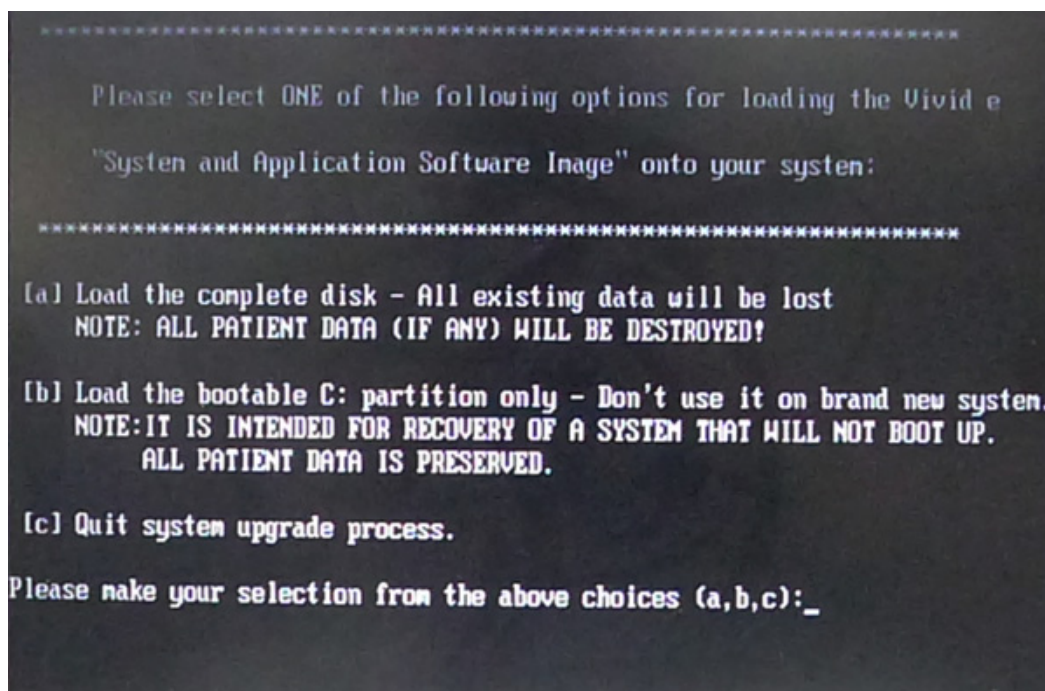 *********************************************************************
Please select ONE of the following options for loading the Vivid e
"System and Application Software Image" onto your system:
*********************************************************************
[a] Load the complete disk - All existing data will be lost
NOTE: ALL PATIENT DATA (IF ANY) WILL BE DESTROYED!
[b] Load the bootable C: partition only - Don't use it on brand new system.
NOTE:IT IS INTENDED FOR RECOVERY OF A SYSTEM THAT WILL NOT BOOT UP.
ALL PATIENT DATA IS PRESERVED.
[c] Quit system upgrade process.
Please make your selection from the above choices (a,b,c):_